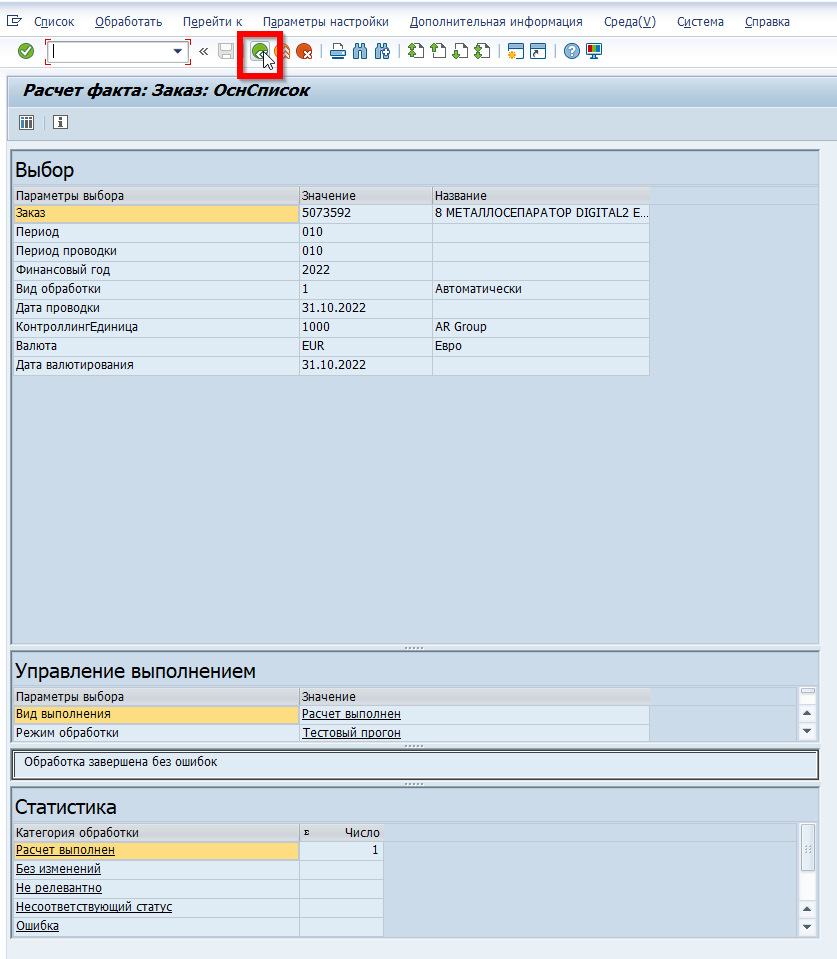 Список Обработать Перейти к Параметры настройки Дополнительная информация Среда(V) Система Справка
Расчет факта: Заказ: ОснСписок
Выбор
Параметры выбора Значение Название
Заказ 5073592 8 МЕТАЛЛОСЕПАРАТОР DIGITAL2 E...
Период 010
Период проводки 010
Финансовый год 2022
Вид обработки 1 Автоматически
Дата проводки 31.10.2022
КонтроллингЕдиница 1000 AR Group
Валюта EUR Евро
Дата валютирования 31.10.2022
Управление выполнением
Параметры выбора Значение
Вид выполнения Расчет выполнен
Режим обработки Тестовый прогон
Обработка завершена без ошибок
Статистика
Категория обработки Число
Расчет выполнен 1
Без изменений
Не релевантно
Несоответствующий статус
Ошибка